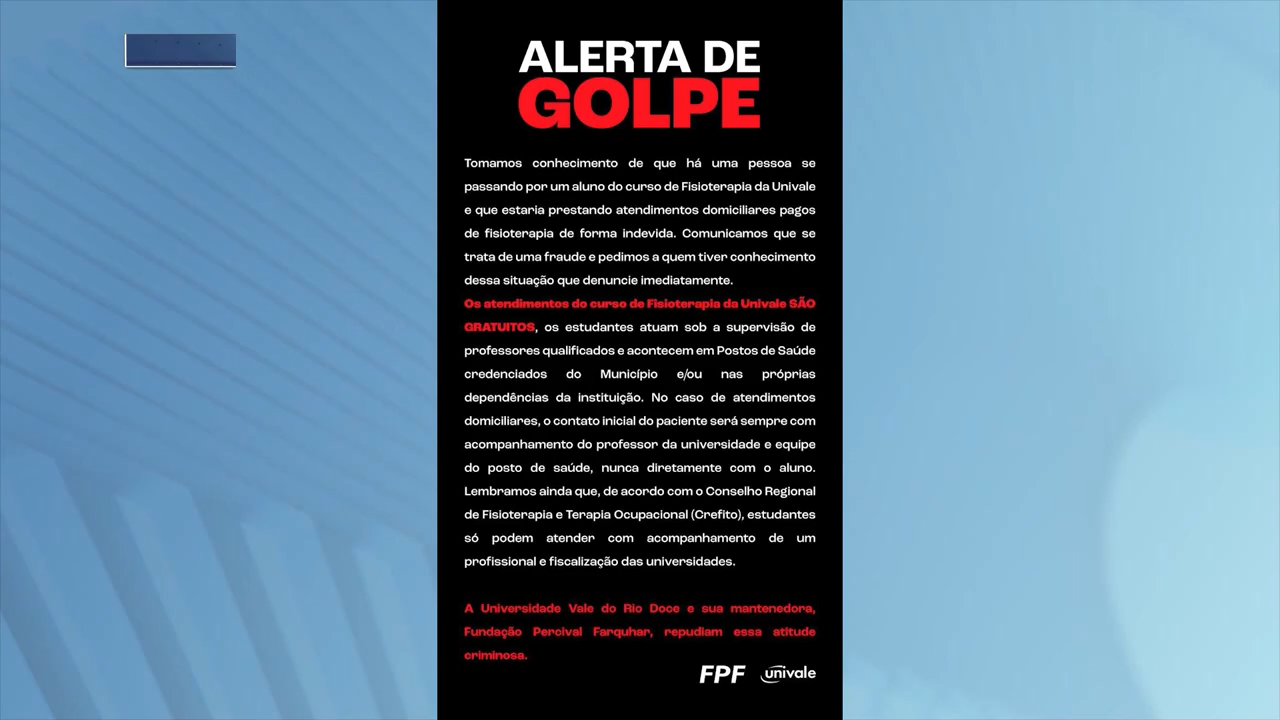 ALERTA DE
GOLPE
Tomamos conhecimento de que há uma pessoa se
passando por um aluno do curso de Fisioterapia da Univale
e que estaria prestando atendimentos domiciliares pagos
de fisioterapia de forma indevida. Comunicamos que se
trata de uma fraude e pedimos a quem tiver conhecimento
dessa situação que denuncie imediatamente.
Os atendimentos do curso de Fisioterapia da Univale SÃO
GRATUITOS, os estudantes atuam sob a supervisão de
professores qualificados e acontecem em Postos de Saúde
credenciados do Município e/ou nas próprias
dependências da instituição. No caso de atendimentos
domiciliares, o contato inicial do paciente será sempre com
acompanhamento do professor da universidade e equipe
do posto de saúde, nunca diretamente com o aluno.
Lembramos ainda que, de acordo com o Conselho Regional
de Fisioterapia e Terapia Ocupacional (Crefito), estudantes
só podem atender com acompanhamento de um
profissional e fiscalização das universidades.
A Universidade Vale do Rio Doce e sua mantenedora,
Fundação Percival Farquhar, repudiam essa atitude
criminosa.
FPF univale